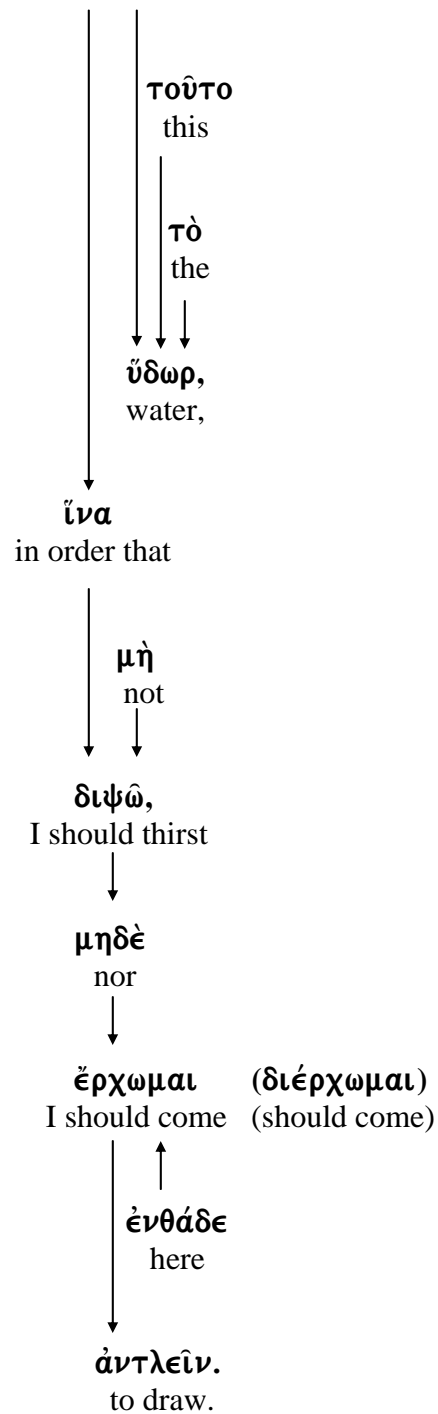 τοῦτο
this
τὸ
the
ὕδωρ,
water,
ἵνα
in order that
μὴ
not
διψῶ,
I should thirst
μηδὲ
nor
ἔρχωμαι (διέρχωμαι)
I should come (should come)
ἐνθάδε
here
ἀντλεῖν.
to draw.